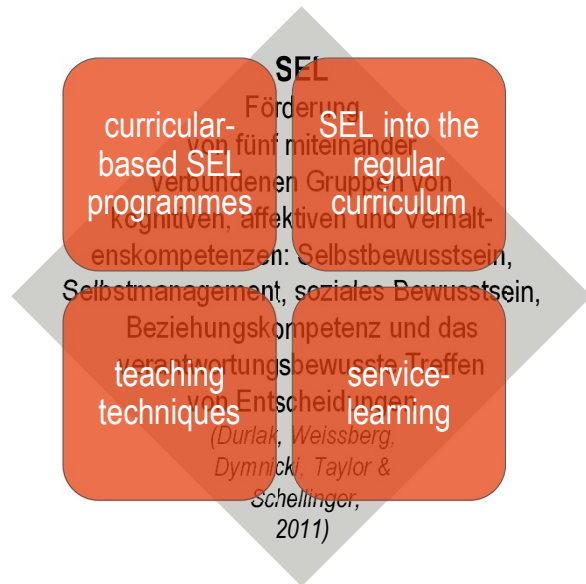 SEL
Förderung
von fünf miteinander
verbundenen Gruppen von
kognitiven, affektiven und Verhalt-
enskompetenzen: Selbstbewusstsein,
Selbstmanagement, soziales Bewusstsein,
Beziehungskompetenz und das
verantwortungsbewusste Treffen
von Entscheidungen
(Durlak, Weissberg,
Dymnicki, Taylor &
Schellinger,
2011)
curricular-
based SEL
programmes
SEL into the
regular
curriculum
teaching
techniques
service-
learning